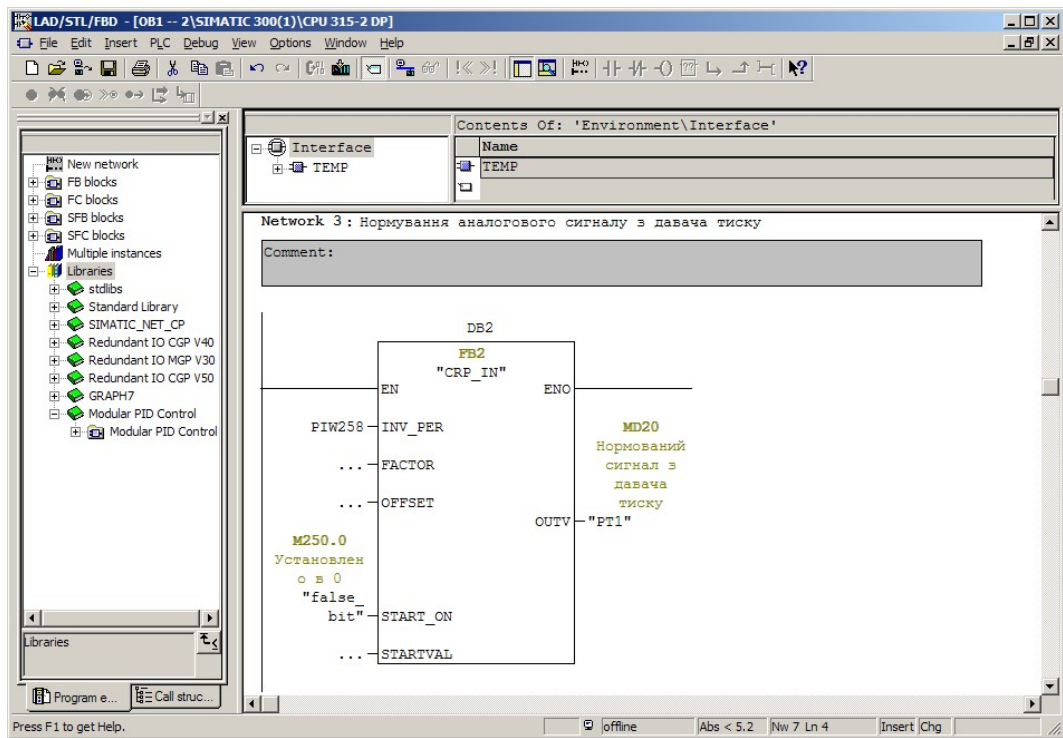 LAD/STL/FBD - [OB1 -- 2\SIMATIC 300(1)\CPU 315-2 DP]
File Edit Insert PLC Debug View Options Window Help
New network
FB blocks
FC blocks
SFB blocks
SFC blocks
Multiple instances
Libraries
stdlibs
Standard Library
SIMATIC_NET_CP
Redundant IO CGP V40
Redundant IO MGP V30
Redundant IO CGP V50
GRAPH7
Modular PID Control
Modular PID Control
Libraries
Program e...
Call struc...
Contents Of: 'Environment\Interface'
Interface
TEMP
Name
TEMP
Network 3 : Нормування аналогового сигналу з давача тиску
Comment:
DB2
FB2
"CRP_IN"
EN
ENO
PIW258
INV_PER
MD20
Нормований
сигнал з
давача
тиску
"PT1"
OUTV
... FACTOR
... OFFSET
M250.0
Установлен
о в 0
"false_
bit"
START_ON
... STARTVAL
Press F1 to get Help.
offline
Abs < 5.2
Nw 7 Ln 4
Insert
Chg